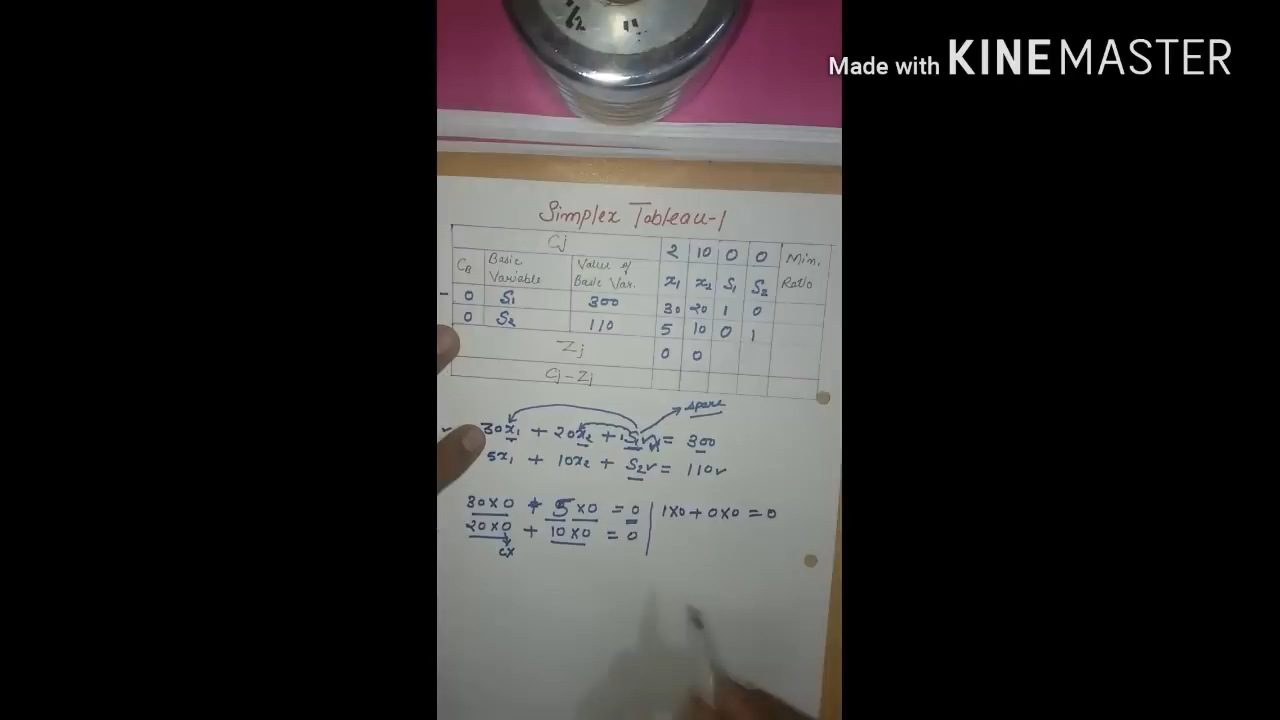 Made with KINEMASTER
Simplex Tableau-1
Cj 2 10 0 0 Min. Ratio
CB Basic Variable Value of Basic Var. x₁ x₂ S₁ S₂
- 0 S₁ 300 30 20 1 0
0 S₂ 110 5 10 0 1
Zj 0 0
Cj - Zj
spare
30x₁ + 20x₂ + 1S₁ = 300
5x₁ + 10x₂ + S₂ = 110
30×0 + 5×0 = 0 | 1×0 + 0×0 = 0
20×0 + 10×0 = 0